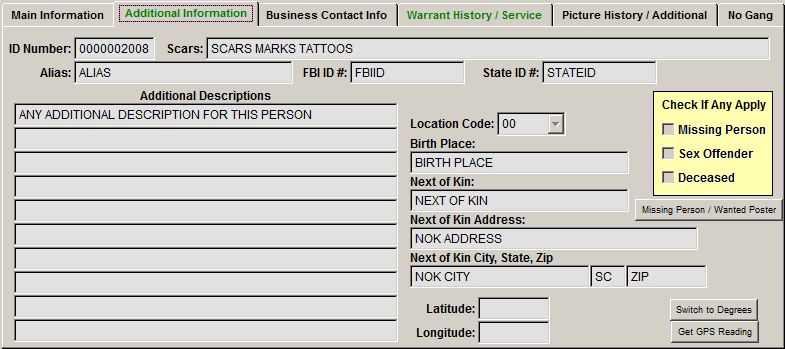 Main Information Additional Information Business Contact Info Warrant History / Service Picture History / Additional No Gang
ID Number: 0000002008 Scars: SCARS MARKS TATTOOS
Alias: ALIAS FBI ID #: FBIID State ID #: STATEID
Additional Descriptions
ANY ADDITIONAL DESCRIPTION FOR THIS PERSON
Location Code: 00
Birth Place:
BIRTH PLACE
Next of Kin:
NEXT OF KIN
Next of Kin Address:
NOK ADDRESS
Next of Kin City, State, Zip
NOK CITY SC ZIP
Latitude:
Longitude:
Check If Any Apply
Missing Person
Sex Offender
Deceased
Missing Person / Wanted Poster
Switch to Degrees
Get GPS Reading